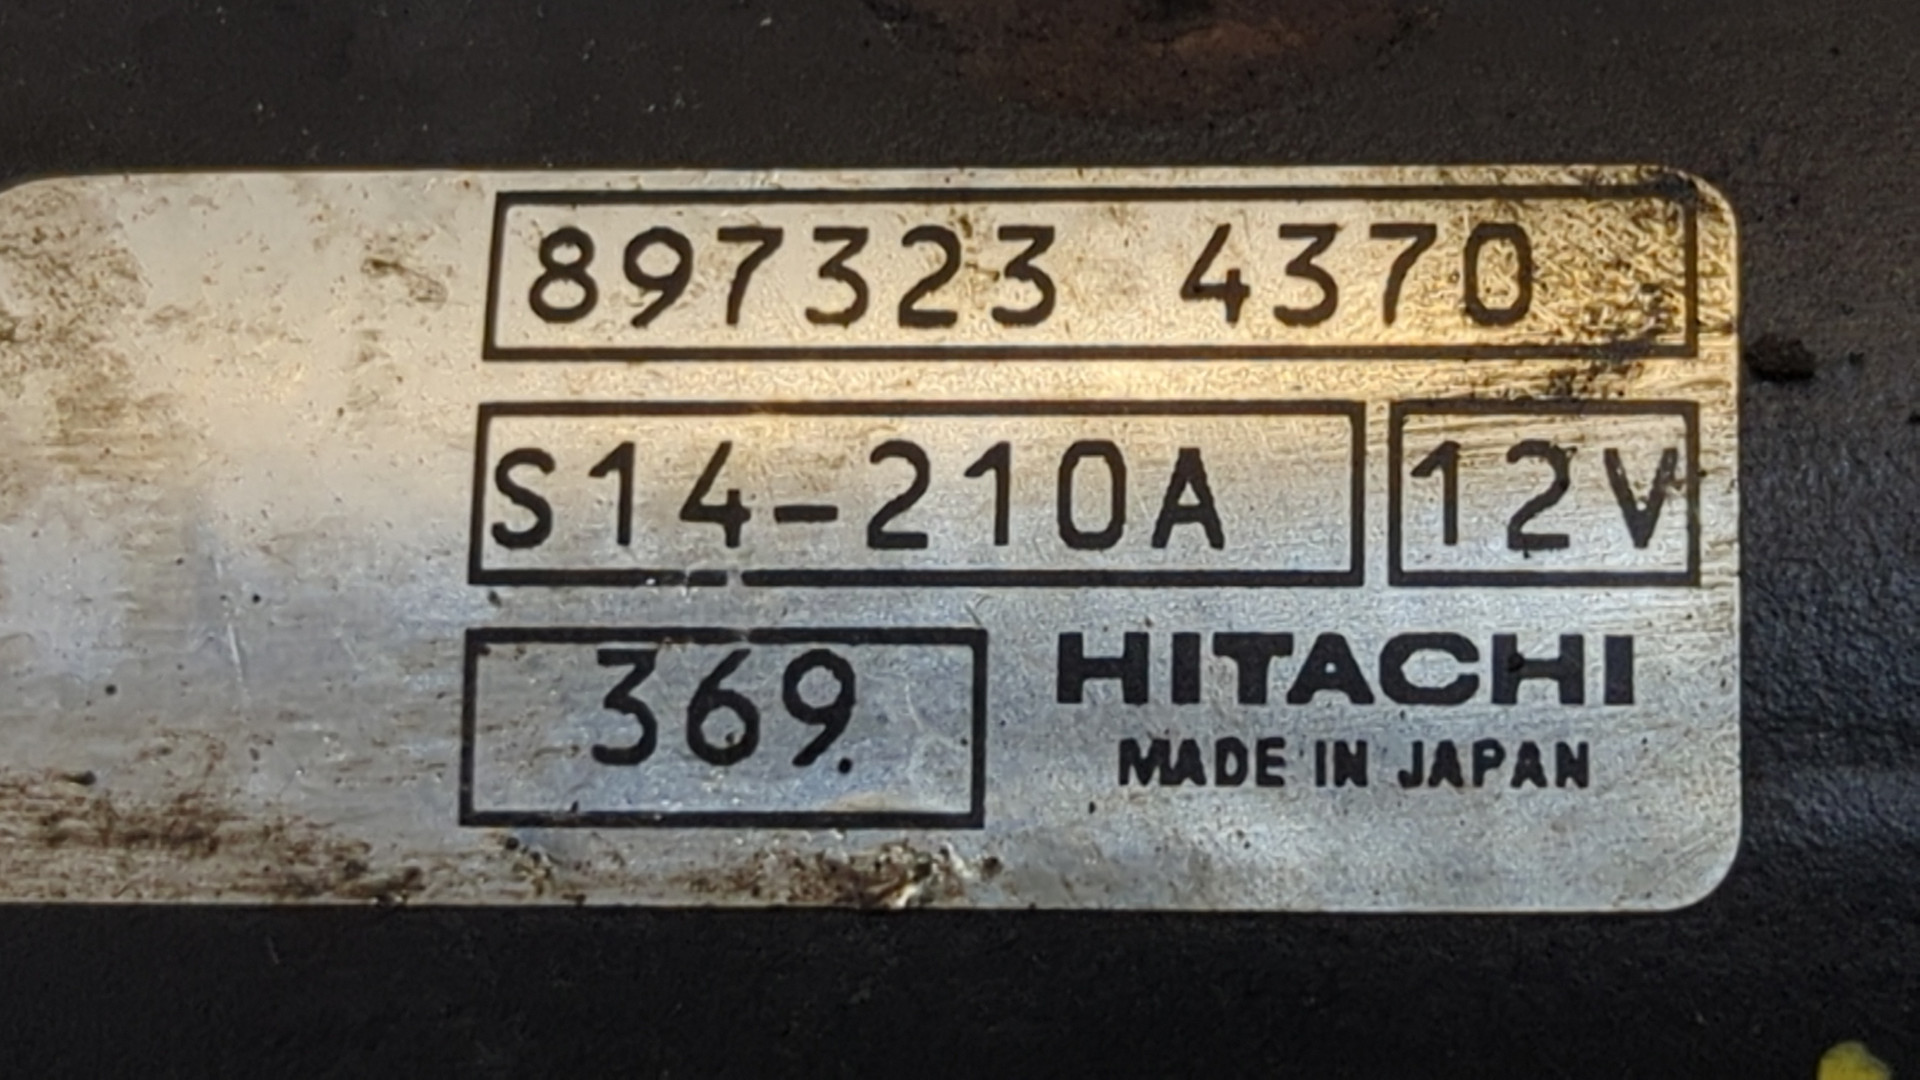 897323 4370
S14-210A 12V
369.
HITACHI
MADE IN JAPAN